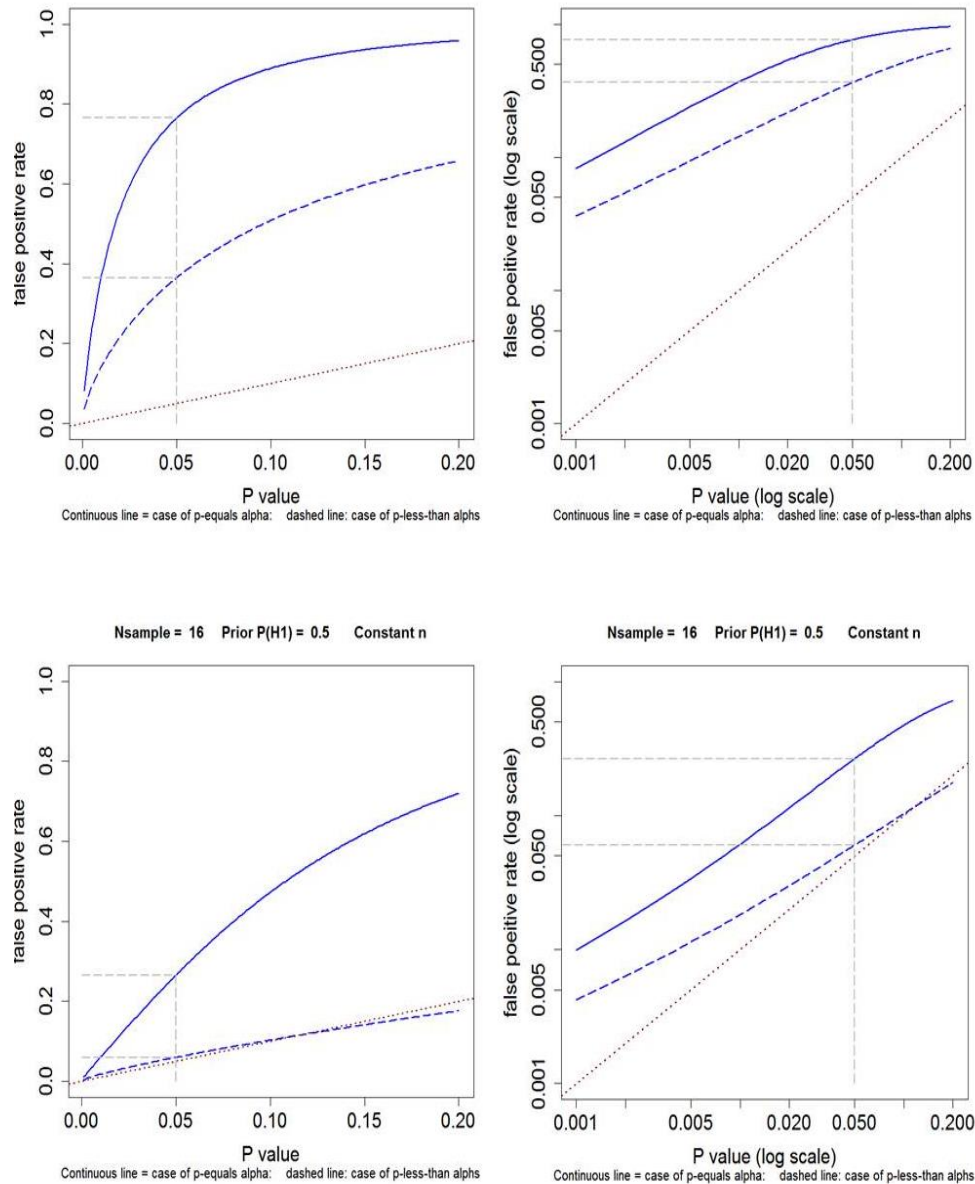 false positive rate
1.0
0.8
0.6
0.4
0.2
0.0
0.00 0.05 0.10 0.15 0.20
P value
Continuous line = case of p-equals alpha: dashed line: case of p-less-than alphs
false poeitive rate (log scale)
0.500
0.050
0.005
0.001
0.001 0.005 0.020 0.050 0.200
P value (log scale)
Continuous line = case of p-equals alpha: dashed line: case of p-less-than alphs
Nsample = 16 Prior P(H1) = 0.5 Constant n
false positive rate
1.0
0.8
0.6
0.4
0.2
0.0
0.00 0.05 0.10 0.15 0.20
P value
Continuous line = case of p-equals alpha: dashed line: case of p-less-than alphs
Nsample = 16 Prior P(H1) = 0.5 Constant n
false poeitive rate (log scale)
0.500
0.050
0.005
0.001
0.001 0.005 0.020 0.050 0.200
P value (log scale)
Continuous line = case of p-equals alpha: dashed line: case of p-less-than alphs